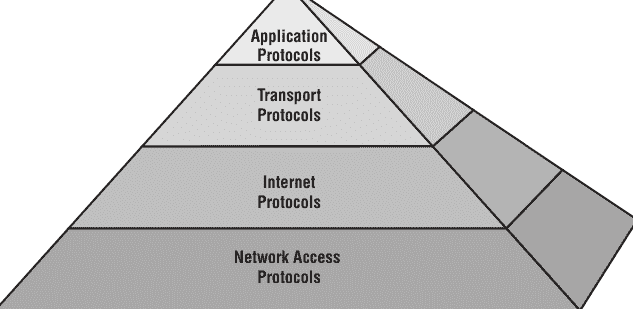 Application
Protocols
Transport
Protocols
Internet
Protocols
Network Access
Protocols